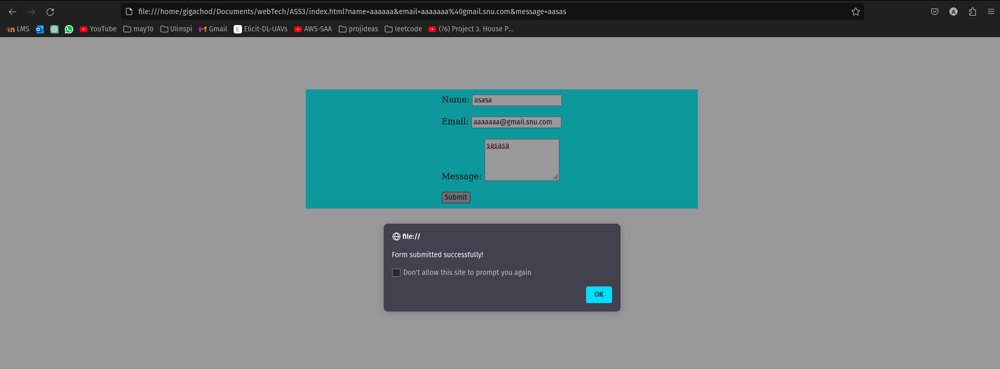 file:///home/gigachod/Documents/webTech/ASS3/index.html?name=aaaaaa&email=aaaaaaa%40gmail.snu.com&message=aasas
A
LMS YouTube may10 UIinspi Gmail E Elicit-DL-UAVs AWS-SAA projideas leetcode (76) Project 3. House P...
Name: asasa
Email: aaaaaaa@gmail.snu.com
sasasa
Message:
Submit
file://
Form submitted successfully!
Don't allow this site to prompt you again
OK